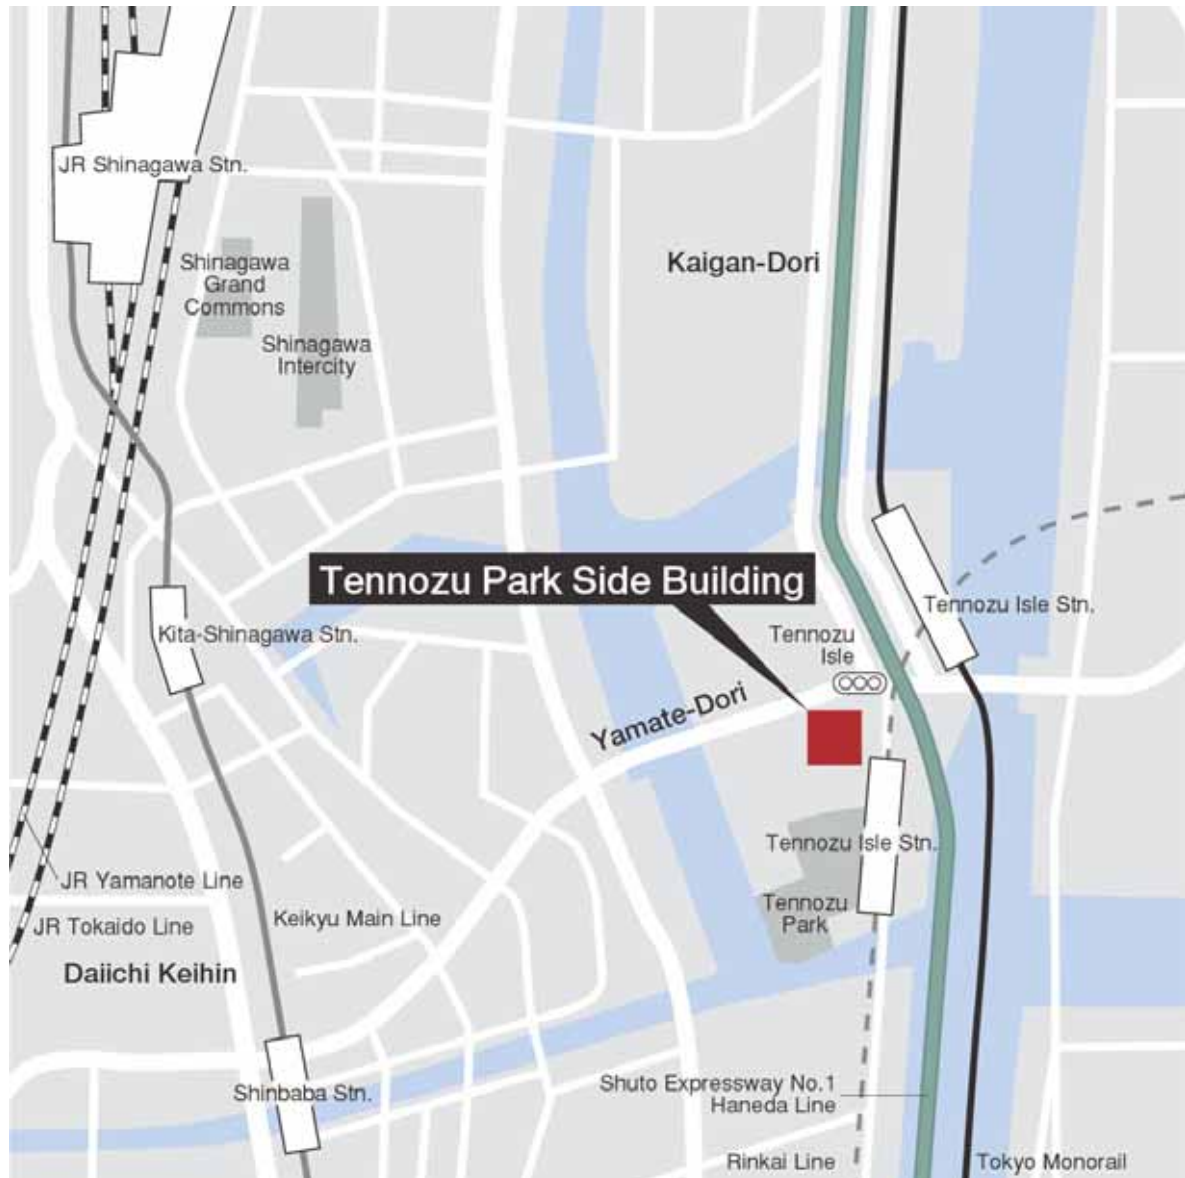 JR Shinagawa Stn.
Shinagawa
Grand
Commons
Kaigan-Dori
Shinagawa
Intercity
Tennozu Park Side Building
Tennozu Isle Stn.
Kita-Shinagawa Stn.
Tennozu
Isle
Yamate-Dori
Tennozu Isle Stn.
JR Yamanote Line
Tennozu
Park
Keikyu Main Line
JR Tokaido Line
Daiichi Keihin
Shinbaba Stn.
Shuto Expressway No.1
Haneda Line
Rinkai Line
Tokyo Monorail